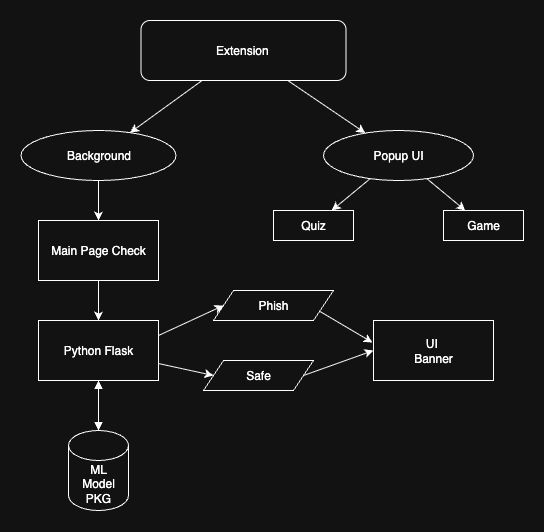 Extension
Background
Popup UI
Quiz
Game
Main Page Check
Phish
Python Flask
UI
Banner
Safe
ML
Model
PKG